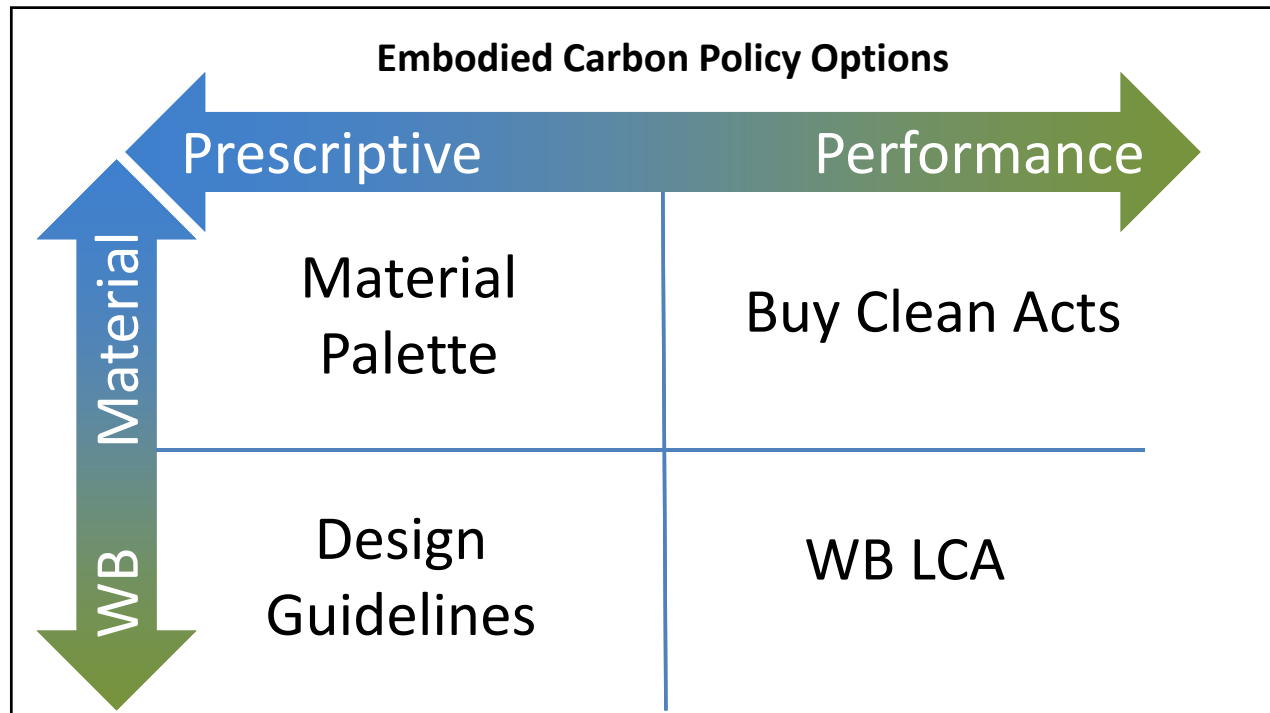 Embodied Carbon Policy Options
Prescriptive
Performance
Material
WB
Material
Palette
Buy Clean Acts
Design
Guidelines
WB LCA